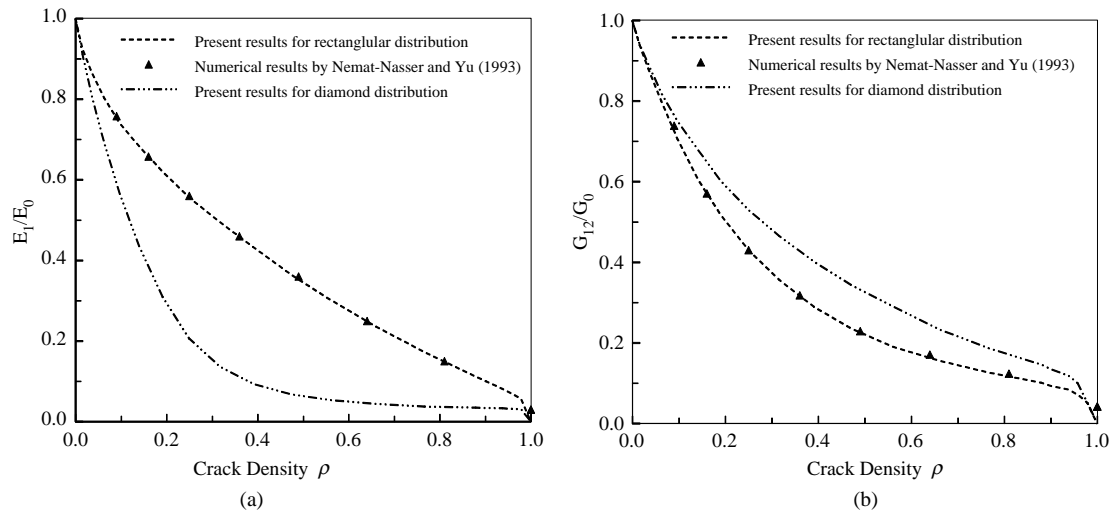 1.0
0.8
0.6
0.4
0.2
0.0
E1/E0
Present results for rectanglular distribution
Numerical results by Nemat-Nasser and Yu (1993)
Present results for diamond distribution
0.0 0.2 0.4 0.6 0.8 1.0
Crack Density ρ
(a)
1.0
0.8
0.6
0.4
0.2
0.0
G12/G0
Present results for rectanglular distribution
Numerical results by Nemat-Nasser and Yu (1993)
Present results for diamond distribution
0.0 0.2 0.4 0.6 0.8 1.0
Crack Density ρ
(b)